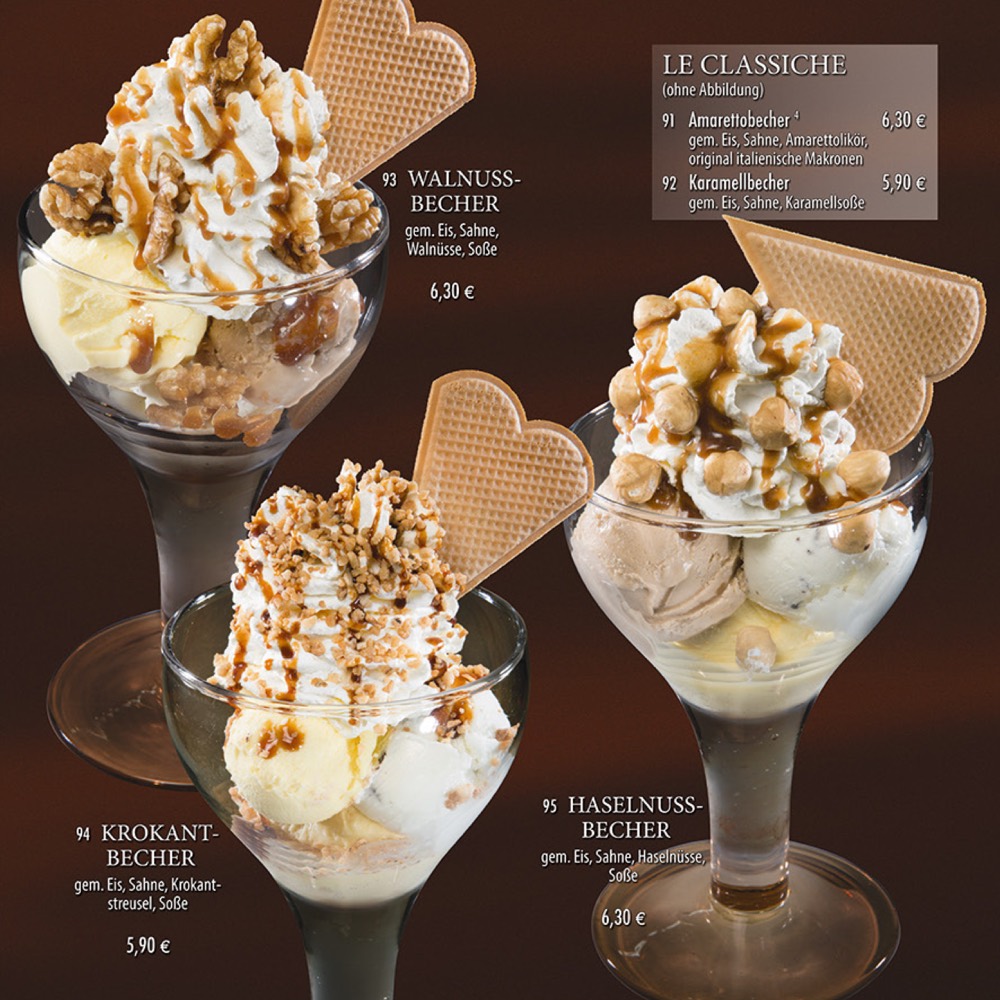 LE CLASSICHE
(ohne Abbildung)
91 Amarettobecher ⁴ 6,30 €
gem. Eis, Sahne, Amarettolikör,
original italienische Makronen
92 Karamellbecher 5,90 €
gem. Eis, Sahne, Karamellsoße
93 WALNUSS-
BECHER
gem. Eis, Sahne,
Walnüsse, Soße
6,30 €
94 KROKANT-
BECHER
gem. Eis, Sahne, Krokant-
streusel, Soße
5,90 €
95 HASELNUSS-
BECHER
gem. Eis, Sahne, Haselnüsse,
Soße
6,30 €